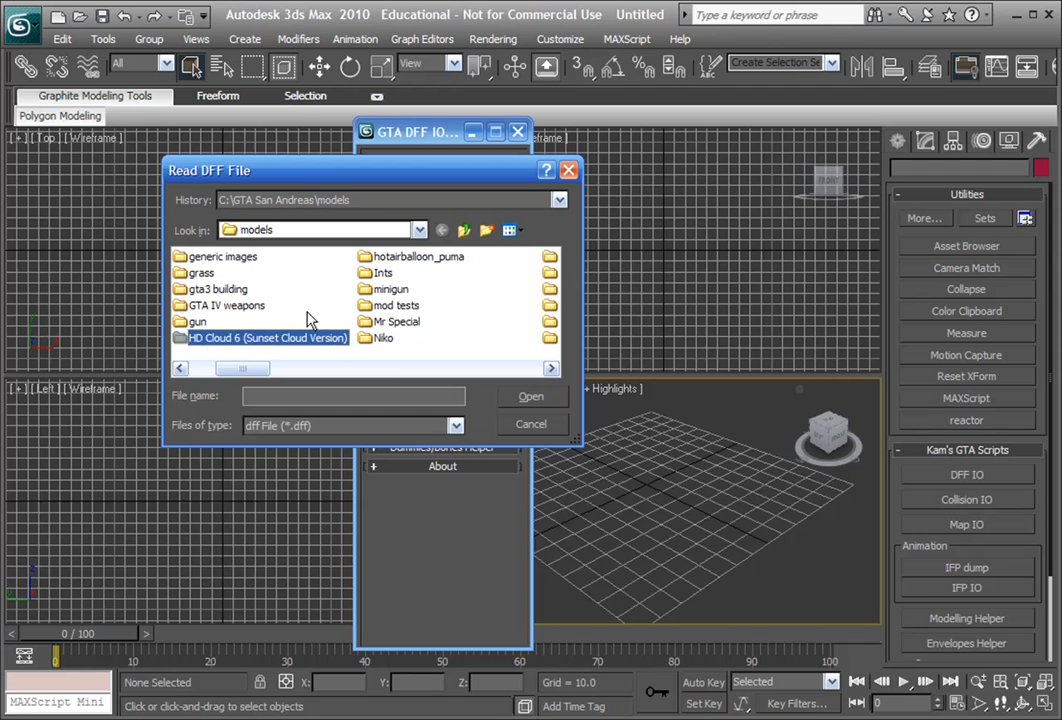 Autodesk 3ds Max 2010 Educational - Not for Commercial Use Untitled
Type a keyword or phrase
Edit Tools Group Views Create Modifiers Animation Graph Editors Rendering Customize MAXScript Help
All View Create Selection Se
Graphite Modeling Tools Freeform Selection
Polygon Modeling
[ + ] [ Top ] [ Wireframe ]
GTA DFF IO...
Wireframe ]
FRONT
Read DFF File
History: C:\GTA San Andreas\models
Look in: models
generic images
grass
gta3 building
GTA IV weapons
gun
HD Cloud 6 (Sunset Cloud Version)
hotairballoon_puma
Ints
minigun
mod tests
Mr Special
Niko
File name: Open
Files of type: dff File (*.dff) Cancel
[ + ] [ Left ] [ Wireframe ]
+ Highlights ]
Dummies/Bones Helper
+ About
- Utilities
More... Sets
Asset Browser
Camera Match
Collapse
Color Clipboard
Measure
Motion Capture
Reset XForm
MAXScript
reactor
- Kam's GTA Scripts
DFF IO
Collision IO
Map IO
Animation
IFP dump
IFP IO
Modelling Helper
Envelopes Helper
< 0 / 100 >
0 10 20 30 40 50 60 70 80 90 100
None Selected X: Y: Z: Grid = 10.0 Auto Key Selected
MAXScript Mini Click or click-and-drag to select objects Add Time Tag Set Key Key Filters... 0